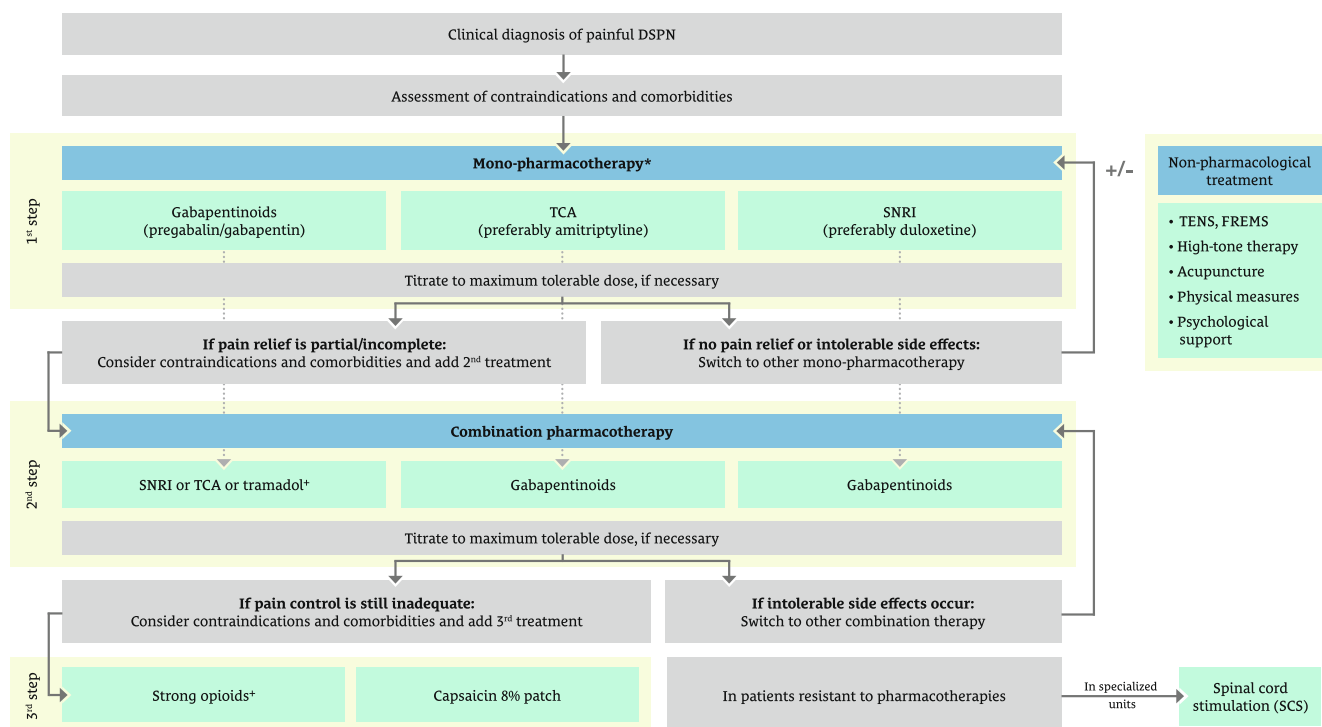 Clinical diagnosis of painful DSPN
Assessment of contraindications and comorbidities
1st step
Mono-pharmacotherapy*
Gabapentinoids
(pregabalin/gabapentin)
TCA
(preferably amitriptyline)
SNRI
(preferably duloxetine)
Titrate to maximum tolerable dose, if necessary
+/-
Non-pharmacological
treatment
• TENS, FREMS
• High-tone therapy
• Acupuncture
• Physical measures
• Psychological
support
If pain relief is partial/incomplete:
Consider contraindications and comorbidities and add 2nd treatment
If no pain relief or intolerable side effects:
Switch to other mono-pharmacotherapy
2nd step
Combination pharmacotherapy
SNRI or TCA or tramadol+
Gabapentinoids
Gabapentinoids
Titrate to maximum tolerable dose, if necessary
If pain control is still inadequate:
Consider contraindications and comorbidities and add 3rd treatment
If intolerable side effects occur:
Switch to other combination therapy
3rd step
Strong opioids+
Capsaicin 8% patch
In patients resistant to pharmacotherapies
In specialized
units
Spinal cord
stimulation (SCS)